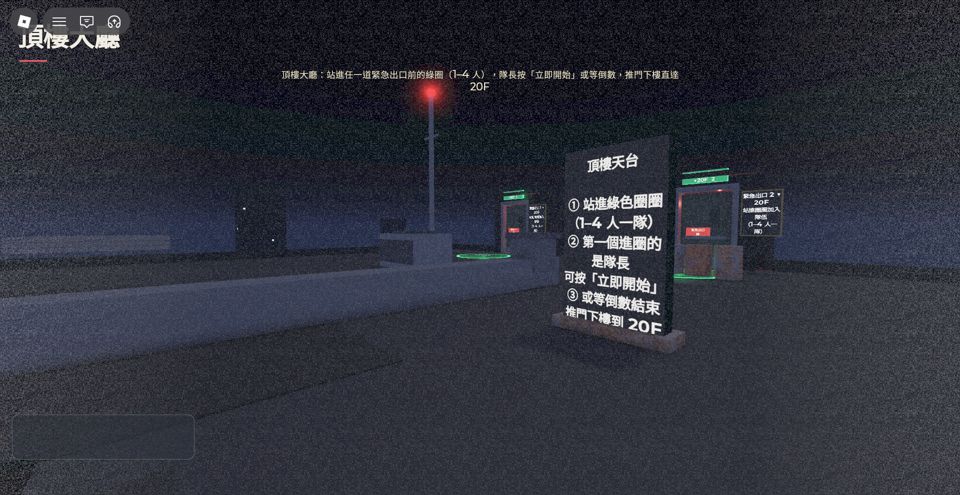 頂樓大廳
頂樓大廳：站進任一道緊急出口前的綠圈（1–4 人），隊長按「立即開始」或等倒數，推門下樓直達
20F
頂樓天台
① 站進綠色圈圈
（1–4 人一隊）
② 第一個進圈的
是隊長
可按「立即開始」
③ 或等倒數結束
推門下樓到 20F
緊急出口 2
20F
站進圈圈加入
隊伍
（1–4 人一
隊）